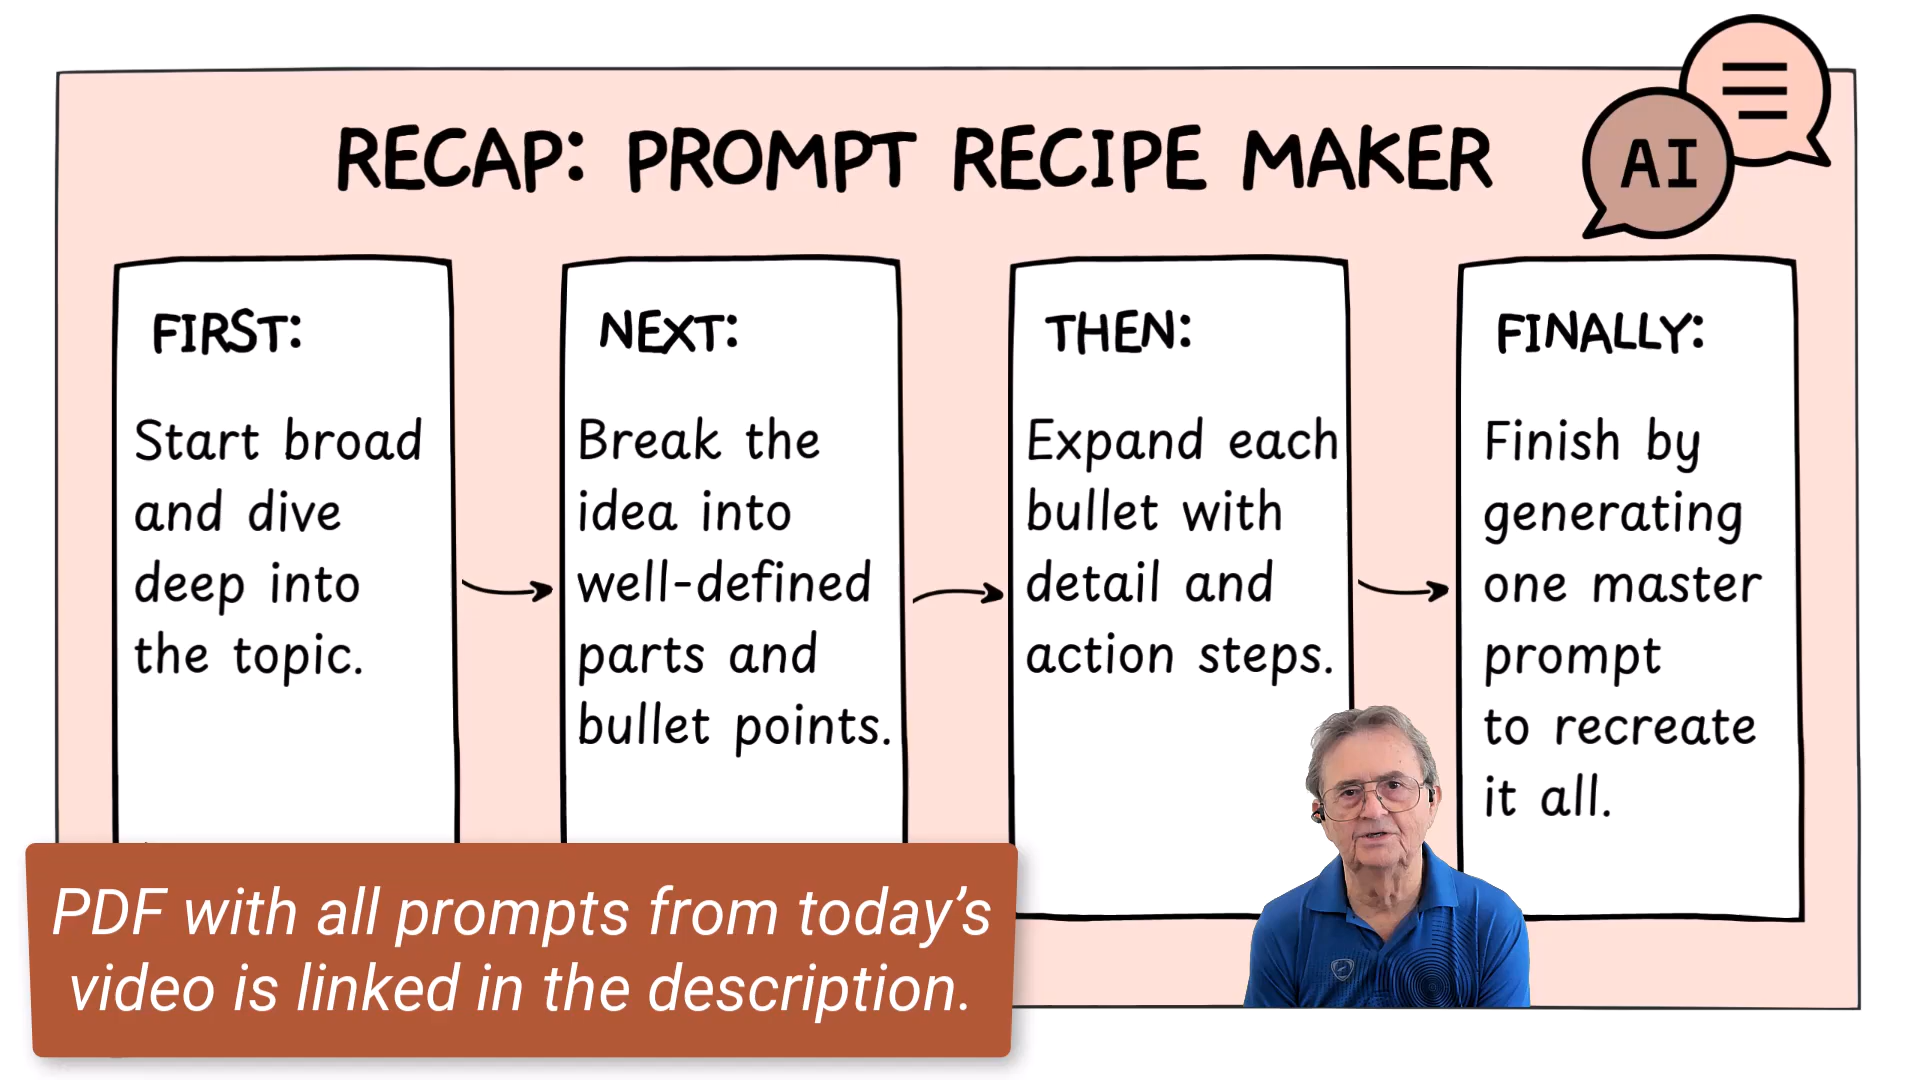 RECAP: PROMPT RECIPE MAKER
AI
FIRST:
Start broad
and dive
deep into
the topic.
NEXT:
Break the
idea into
well-defined
parts and
bullet points.
THEN:
Expand each
bullet with
detail and
action steps.
FINALLY:
Finish by
generating
one master
prompt
to recreate
it all.
PDF with all prompts from today's
video is linked in the description.